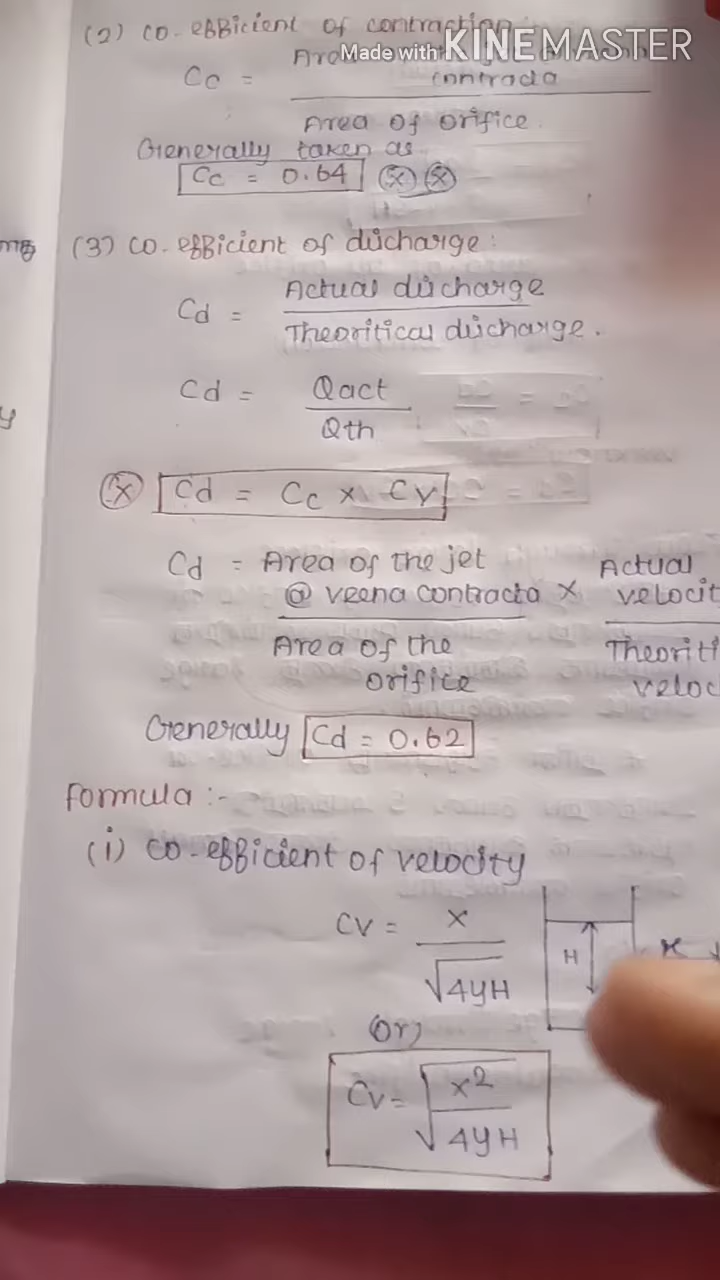 (2) co-efficient of contraction
Made with KINEMASTER
Cc = contracta
Area of orifice
Generally taken as
Cc = 0.64 (x) (x)
(3) co-efficient of discharge:
Cd = Actual discharge
Theoritical discharge.
Cd = Qact
Qth
(x) Cd = Cc x Cv
Cd = Area of the jet Actual
@ veena contracta x velocit
Area of the Theoriti
orifice veloc
Generally Cd = 0.62
Formula :-
(i) co-efficient of velocity
Cv = x
√4yH
H x
(or)
Cv = √x²
4yH